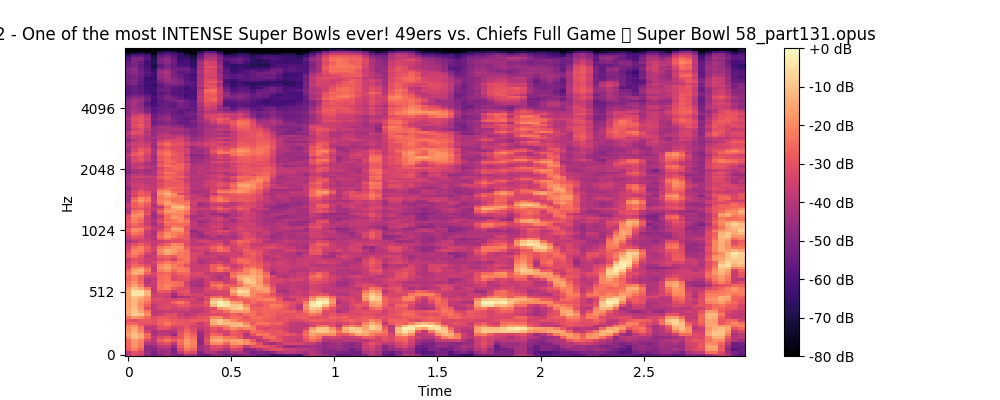 2 - One of the most INTENSE Super Bowls ever! 49ers vs. Chiefs Full Game Super Bowl 58_part131.opus
Hz
4096
2048
1024
512
0
0
0.5
1
1.5
2
2.5
Time
+0 dB
-10 dB
-20 dB
-30 dB
-40 dB
-50 dB
-60 dB
-70 dB
-80 dB